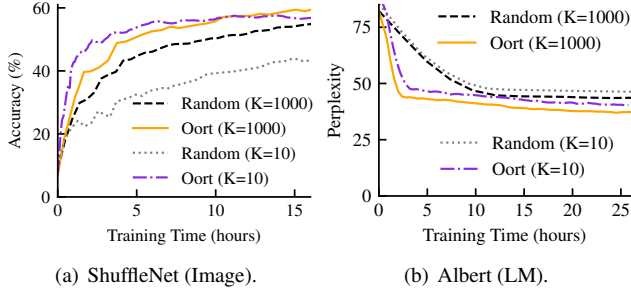 60
40
20
0
Accuracy (%)
Random (K=1000)
Oort (K=1000)
Random (K=10)
Oort (K=10)
0 5 10 15
Training Time (hours)
(a) ShuffleNet (Image).
75
50
25
0
Perplexity
Random (K=1000)
Oort (K=1000)
Random (K=10)
Oort (K=10)
0 5 10 15 20 25
Training Time (hours)
(b) Albert (LM).